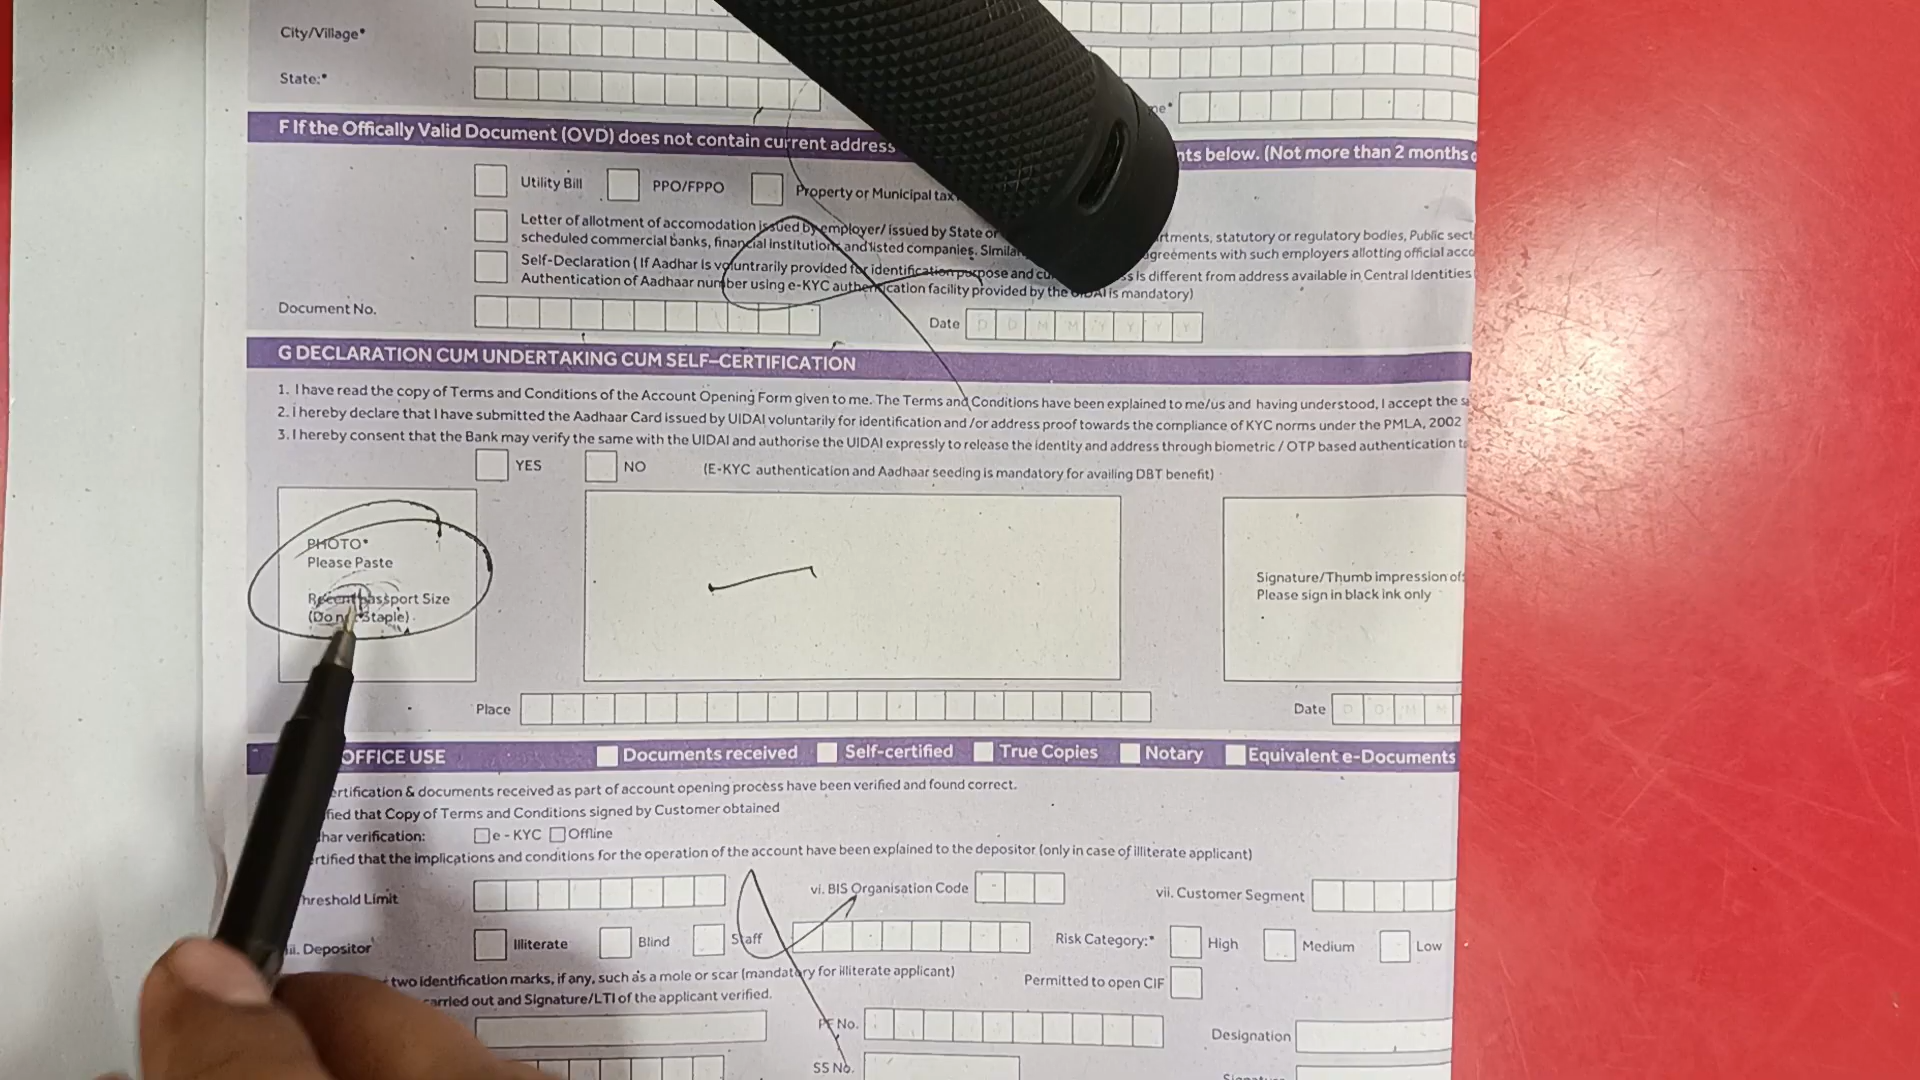 City/Village*
State:*
me*
F If the Offically Valid Document (OVD) does not contain current address nts below. (Not more than 2 months
Utility Bill PPO/FPPO Property or Municipal tax
Letter of allotment of accomodation issued by employer/ issued by State or rtments, statutory or regulatory bodies, Public sect
scheduled commercial banks, financial institutions and listed companies. Similar agreements with such employers allotting official acco
Self-Declaration ( If Aadhar is voluntrarily provided for identification purpose and cu ss is different from address available in Central Identities
Authentication of Aadhaar number using e-KYC authentication facility provided by the UIDAI is mandatory)
Document No. Date D D M M Y Y Y Y
G DECLARATION CUM UNDERTAKING CUM SELF-CERTIFICATION
1. I have read the copy of Terms and Conditions of the Account Opening Form given to me. The Terms and Conditions have been explained to me/us and having understood, I accept the
2. I hereby declare that I have submitted the Aadhaar Card issued by UIDAI voluntarily for identification and /or address proof towards the compliance of KYC norms under the PMLA, 2002
3. I hereby consent that the Bank may verify the same with the UIDAI and authorise the UIDAI expressly to release the identity and address through biometric / OTP based authentication
YES NO (E-KYC authentication and Aadhaar seeding is mandatory for availing DBT benefit)
PHOTO*
Please Paste
Recent Passport Size
(Do not Staple)
Signature/Thumb impression of
Please sign in black ink only
Place Date D D M M
OFFICE USE Documents received Self-certified True Copies Notary Equivalent e-Documents
ertification & documents received as part of account opening process have been verified and found correct.
fied that Copy of Terms and Conditions signed by Customer obtained
har verification: e - KYC Offline
rtified that the implications and conditions for the operation of the account have been explained to the depositor (only in case of illiterate applicant)
hreshold Limit vi. BIS Organisation Code vii. Customer Segment
ii. Depositor Illiterate Blind Staff Risk Category:* High Medium Low
two identification marks, if any, such as a mole or scar (mandatory for illiterate applicant) Permitted to open CIF
carried out and Signature/LTI of the applicant verified.
PF No. Designation
SS No.